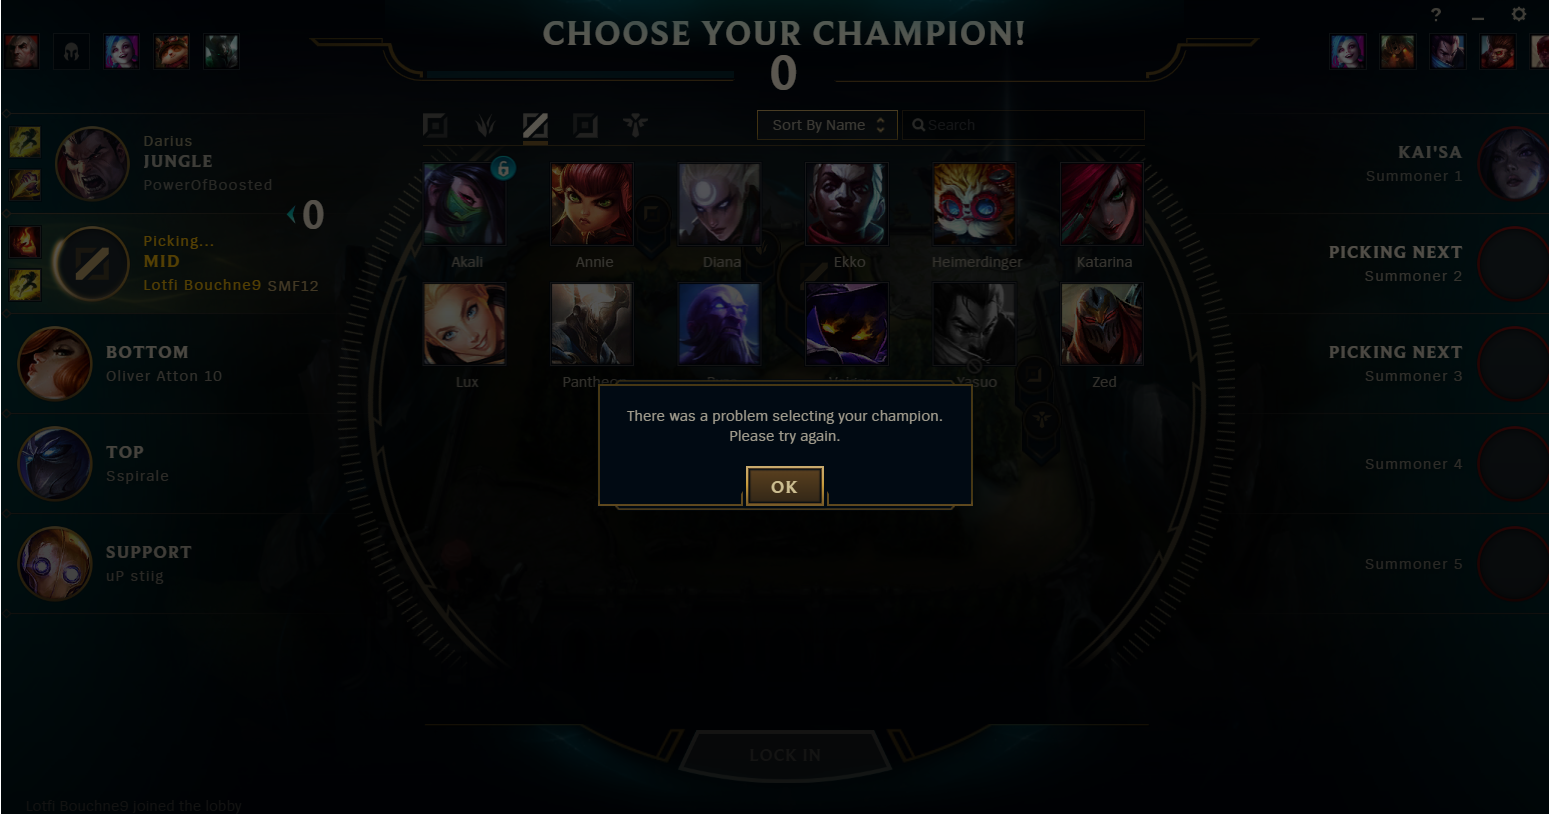 CHOOSE YOUR CHAMPION!
0
?
Sort By Name
Search
Darius
JUNGLE
PowerOfBoosted
0
Picking...
MID
Lotfi Bouchne9 SMF12
BOTTOM
Oliver Atton 10
TOP
Sspirale
SUPPORT
uP stiig
6
Akali
Annie
Diana
Ekko
Heimerdinger
Katarina
Lux
Yasuo
Zed
There was a problem selecting your champion.
Please try again.
OK
KAI'SA
Summoner 1
PICKING NEXT
Summoner 2
PICKING NEXT
Summoner 3
Summoner 4
Summoner 5
LOCK IN
Lotfi Bouchne9 joined the lobby